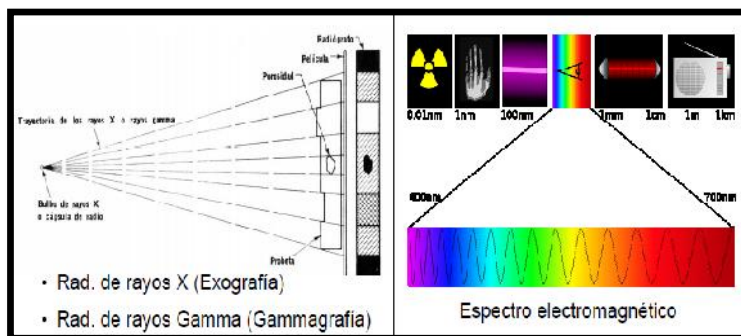 Radiógrafo
Película
Porosidad
Trayectoria de los rayos X o rayos gamma
Bulbo de rayos X
o cápsula de radio
Probeta
• Rad. de rayos X (Exografía)
• Rad. de rayos Gamma (Gammagrafía)
0.01nm 1nm 100nm 1mm 1cm 1m 1km
400nm 700nm
Espectro electromagnético